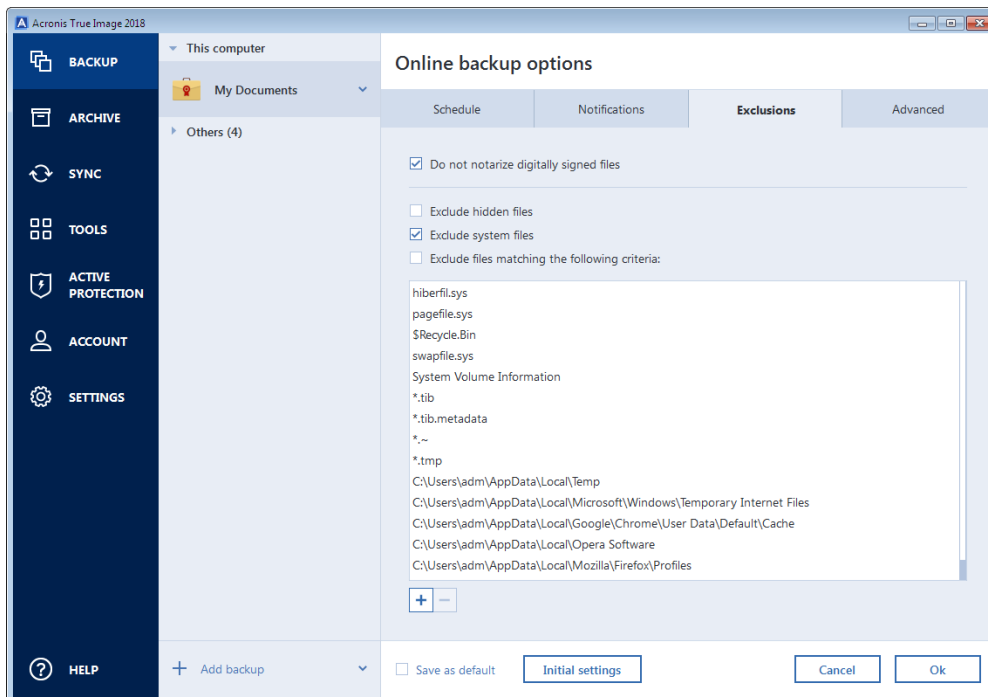 Acronis True Image 2018
BACKUP
ARCHIVE
SYNC
TOOLS
ACTIVE
PROTECTION
ACCOUNT
SETTINGS
HELP
This computer
My Documents
Others (4)
Add backup
Online backup options
Schedule
Notifications
Exclusions
Advanced
Do not notarize digitally signed files
Exclude hidden files
Exclude system files
Exclude files matching the following criteria:
hiberfil.sys
pagefile.sys
$Recycle.Bin
swapfile.sys
System Volume Information
*.tib
*.tib.metadata
*.~
*.tmp
C:\Users\adm\AppData\Local\Temp
C:\Users\adm\AppData\Local\Microsoft\Windows\Temporary Internet Files
C:\Users\adm\AppData\Local\Google\Chrome\User Data\Default\Cache
C:\Users\adm\AppData\Local\Opera Software
C:\Users\adm\AppData\Local\Mozilla\Firefox\Profiles
Save as default
Initial settings
Cancel
Ok